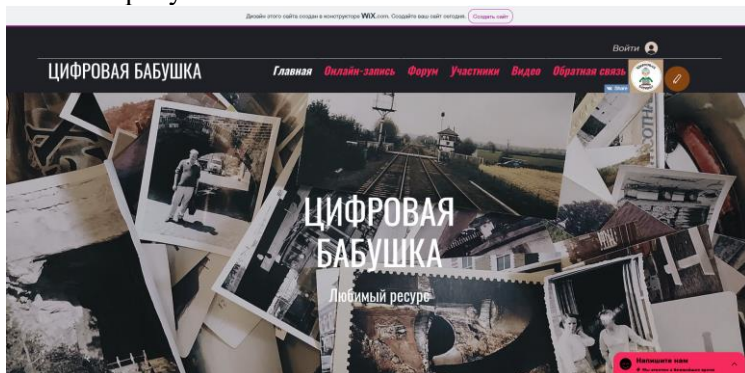 Дизайн этого сайта создан в конструкторе WiX.com. Создайте ваш сайт сегодня. Создать сайт
Войти
ЦИФРОВАЯ БАБУШКА
Главная Онлайн-запись Форум Участники Видео Обратная связь
Share
ЦИФРОВАЯ
БАБУШКА
Любимый ресурс
Напишите нам